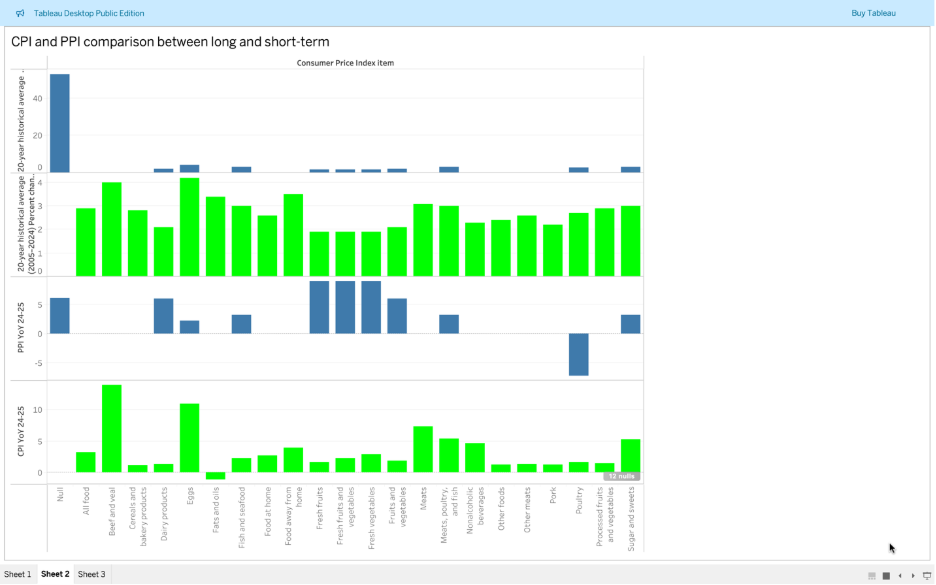 Tableau Desktop Public Edition
Buy Tableau
CPI and PPI comparison between long and short-term
Consumer Price Index item
20-year historical average ..
40
20
0
20-year historical average
(2005-2024) Percent chan..
4
3
2
1
0
PPI YoY 24-25
5
0
-5
CPI YoY 24-25
10
5
0
12 nulls
Null
All food
Beef and veal
Cereals and
bakery products
Dairy products
Eggs
Fats and oils
Fish and seafood
Food at home
Food away from
home
Fresh fruits
Fresh fruits and
vegetables
Fresh vegetables
Fruits and
vegetables
Meats
Meats, poultry,
and fish
Nonalcoholic
beverages
Other foods
Other meats
Pork
Poultry
Processed fruits
and vegetables
Sugar and sweets
Sheet 1
Sheet 2
Sheet 3